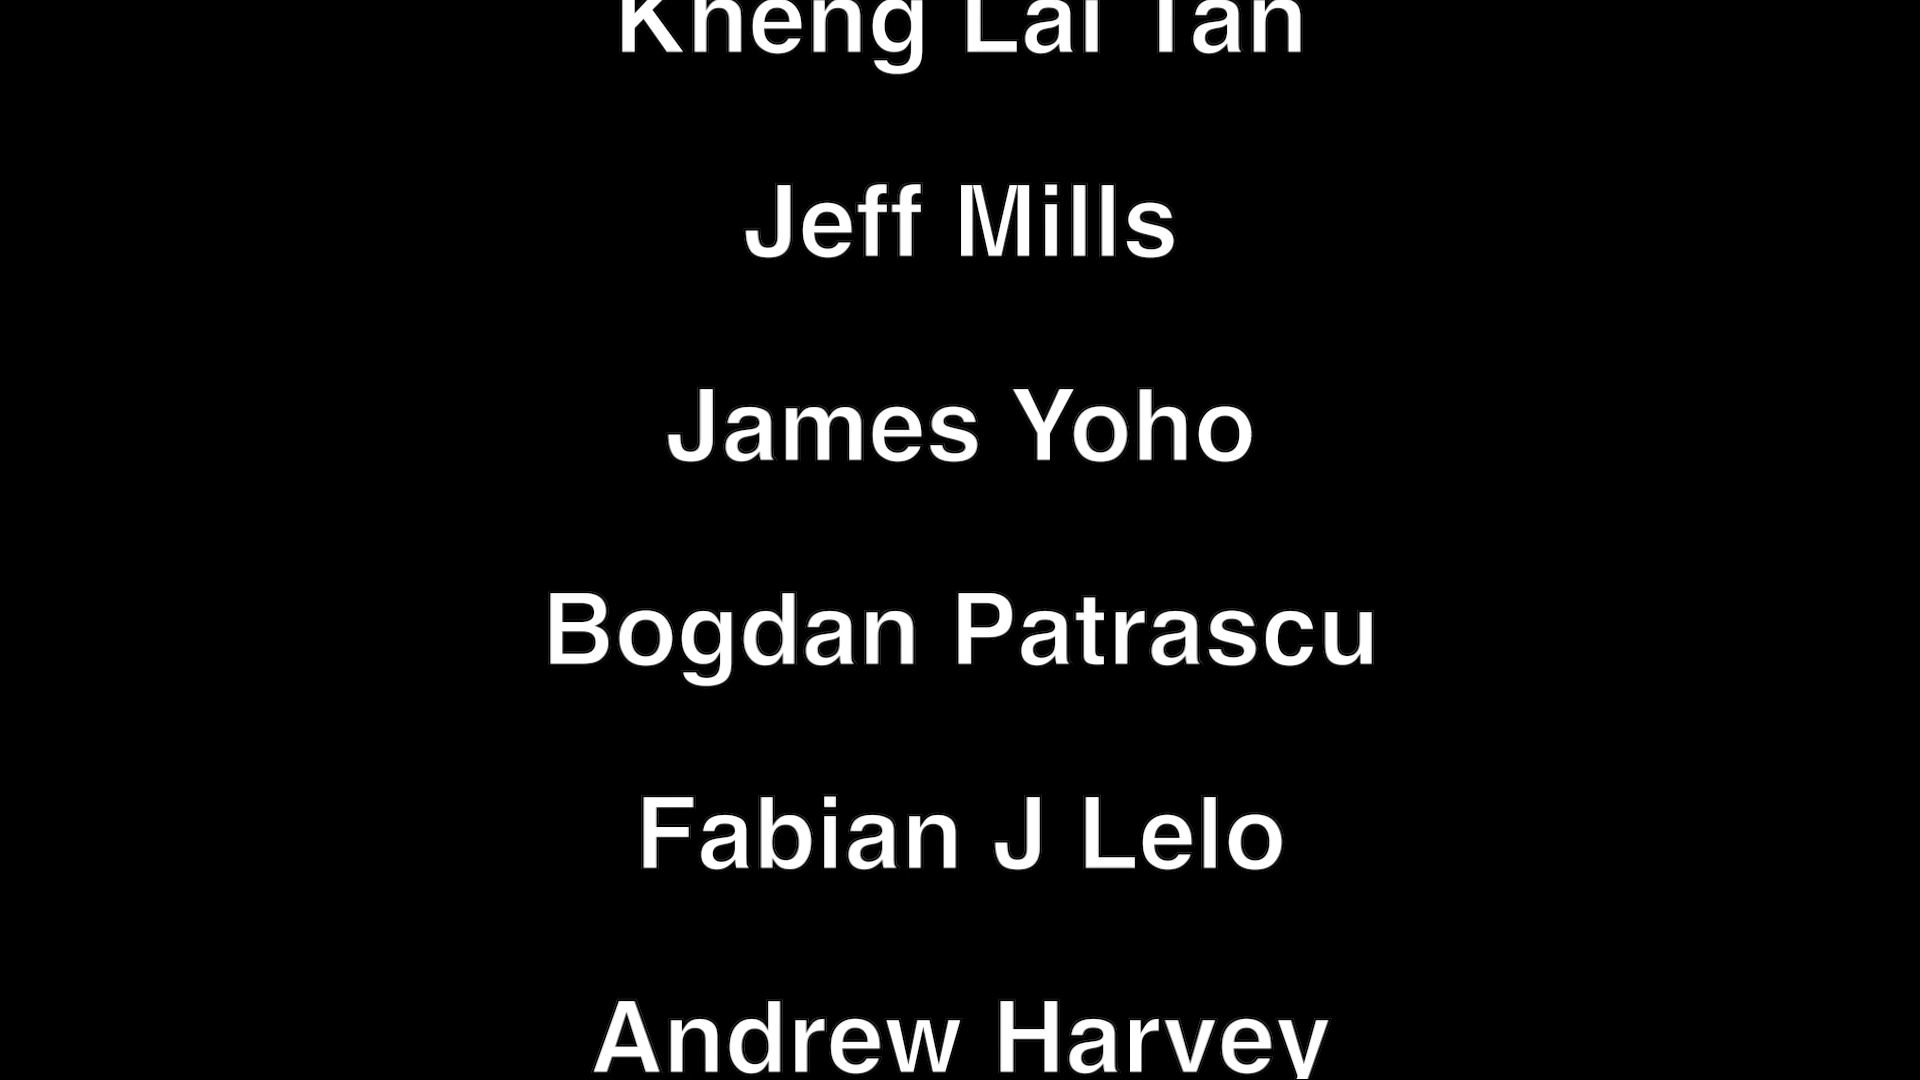 Kheng Lai Tan
Jeff Mills
James Yoho
Bogdan Patrascu
Fabian J Lelo
Andrew Harvey